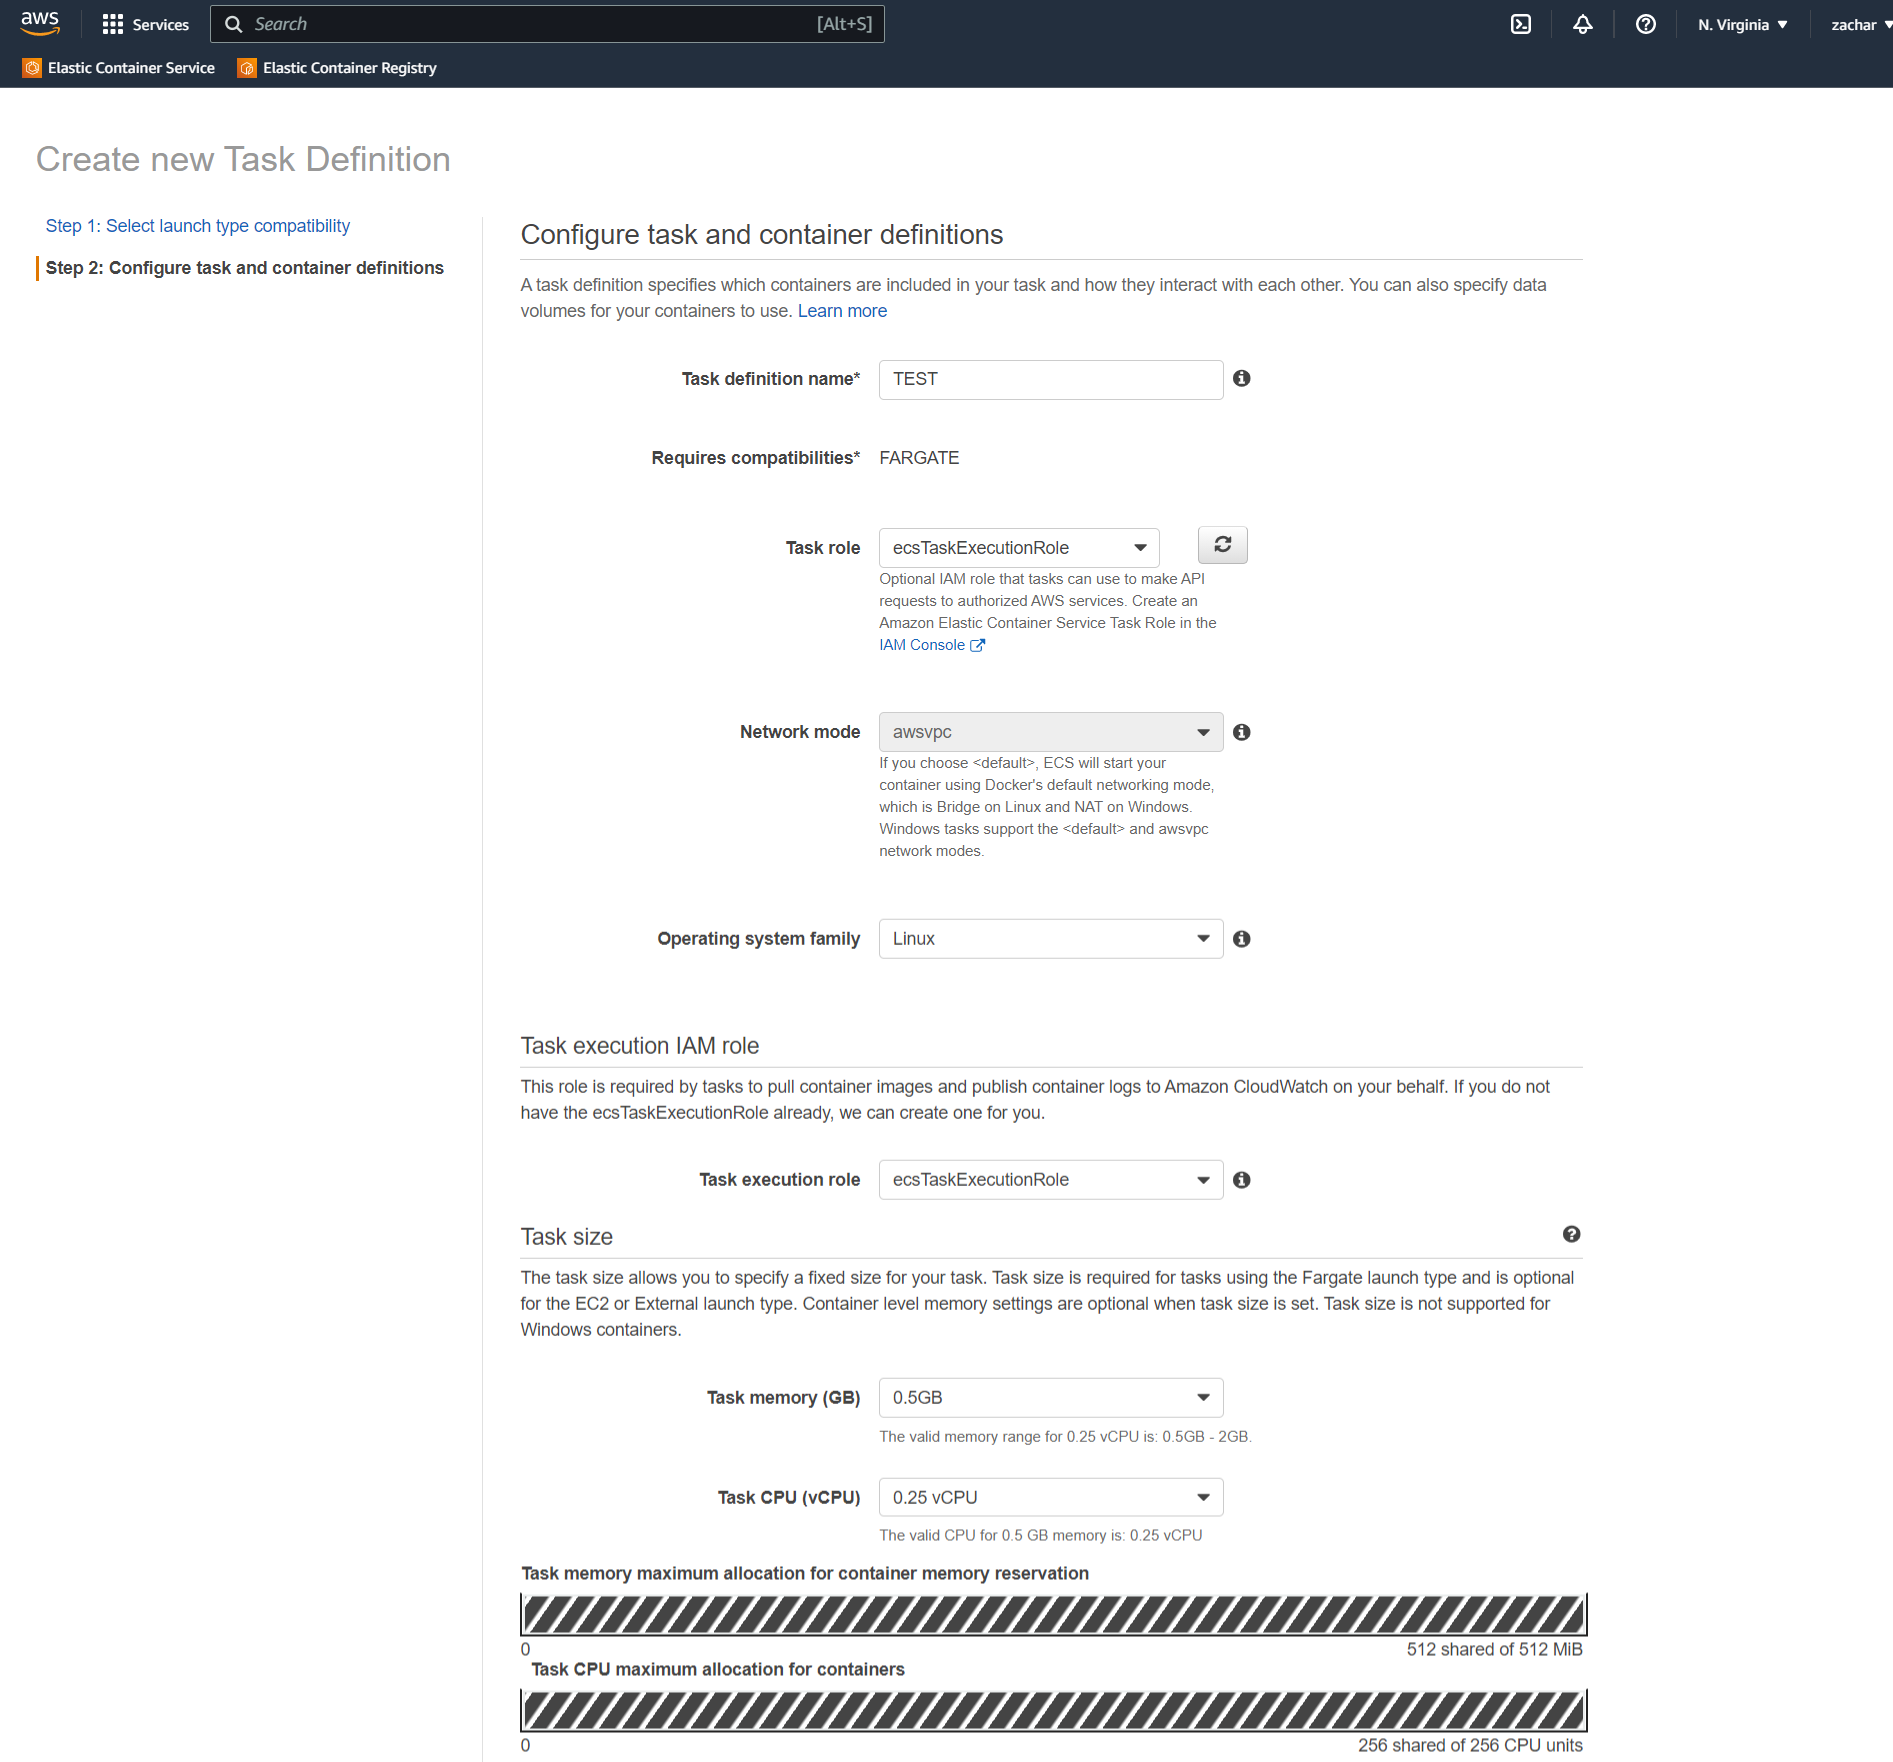 aws
Services
Search
[Alt+S]
N. Virginia
zachar
Elastic Container Service
Elastic Container Registry
Create new Task Definition
Step 1: Select launch type compatibility
Step 2: Configure task and container definitions
Configure task and container definitions
A task definition specifies which containers are included in your task and how they interact with each other. You can also specify data
volumes for your containers to use. Learn more
Task definition name*
TEST
Requires compatibilities*
FARGATE
Task role
ecsTaskExecutionRole
Optional IAM role that tasks can use to make API
requests to authorized AWS services. Create an
Amazon Elastic Container Service Task Role in the
IAM Console
Network mode
awsvpc
If you choose <default>, ECS will start your
container using Docker's default networking mode,
which is Bridge on Linux and NAT on Windows.
Windows tasks support the <default> and awsvpc
network modes.
Operating system family
Linux
Task execution IAM role
This role is required by tasks to pull container images and publish container logs to Amazon CloudWatch on your behalf. If you do not
have the ecsTaskExecutionRole already, we can create one for you.
Task execution role
ecsTaskExecutionRole
Task size
The task size allows you to specify a fixed size for your task. Task size is required for tasks using the Fargate launch type and is optional
for the EC2 or External launch type. Container level memory settings are optional when task size is set. Task size is not supported for
Windows containers.
Task memory (GB)
0.5GB
The valid memory range for 0.25 vCPU is: 0.5GB - 2GB.
Task CPU (vCPU)
0.25 vCPU
The valid CPU for 0.5 GB memory is: 0.25 vCPU
Task memory maximum allocation for container memory reservation
0
512 shared of 512 MiB
Task CPU maximum allocation for containers
0
256 shared of 256 CPU units